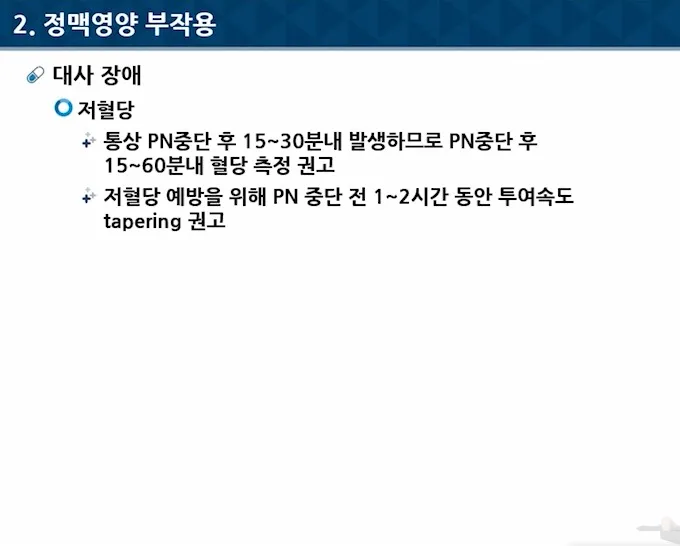 2. 정맥영양 부작용
대사 장애
저혈당
통상 PN중단 후 15~30분내 발생하므로 PN중단 후
15~60분내 혈당 측정 권고
저혈당 예방을 위해 PN 중단 전 1~2시간 동안 투여속도
tapering 권고